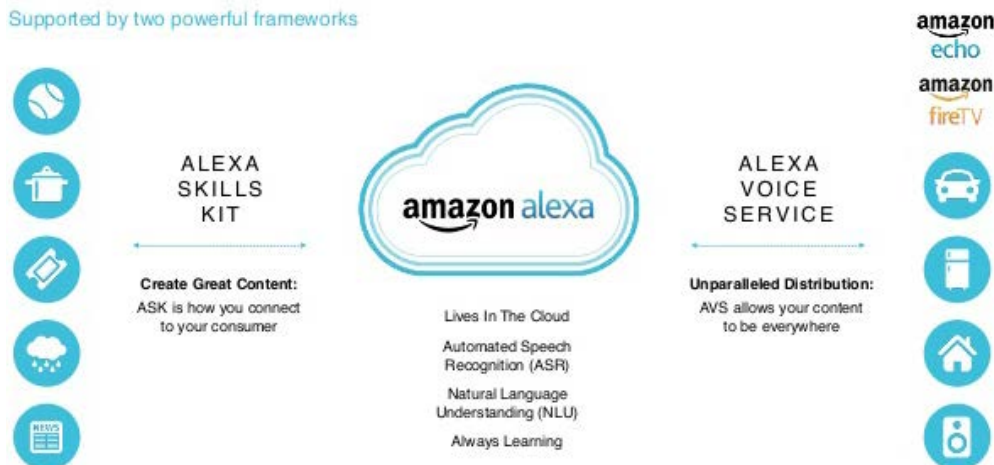 Supported by two powerful frameworks
amazon
echo
amazon
fireTV
ALEXA
SKILLS
KIT
Create Great Content:
ASK is how you connect
to your consumer
NEWS
amazon alexa
Lives In The Cloud
Automated Speech
Recognition (ASR)
Natural Language
Understanding (NLU)
Always Learning
ALEXA
VOICE
SERVICE
Unparalleled Distribution:
AVS allows your content
to be everywhere